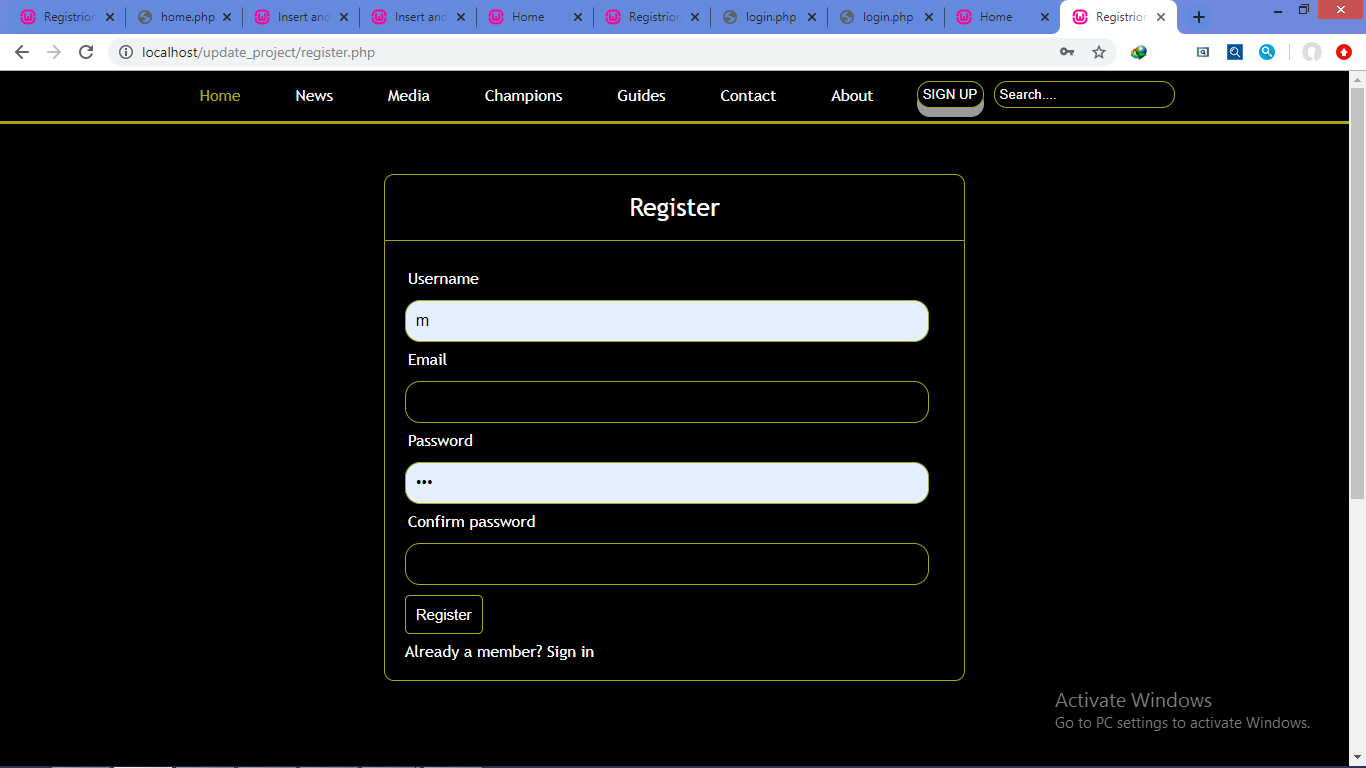 Registrion home.php Insert and Insert and Home Registrion login.php login.php Home Registrion
localhost/update_project/register.php
Home News Media Champions Guides Contact About SIGN UP Search....
Register
Username
m
Email
Password
•••
Confirm password
Register
Already a member? Sign in
Activate Windows
Go to PC settings to activate Windows.